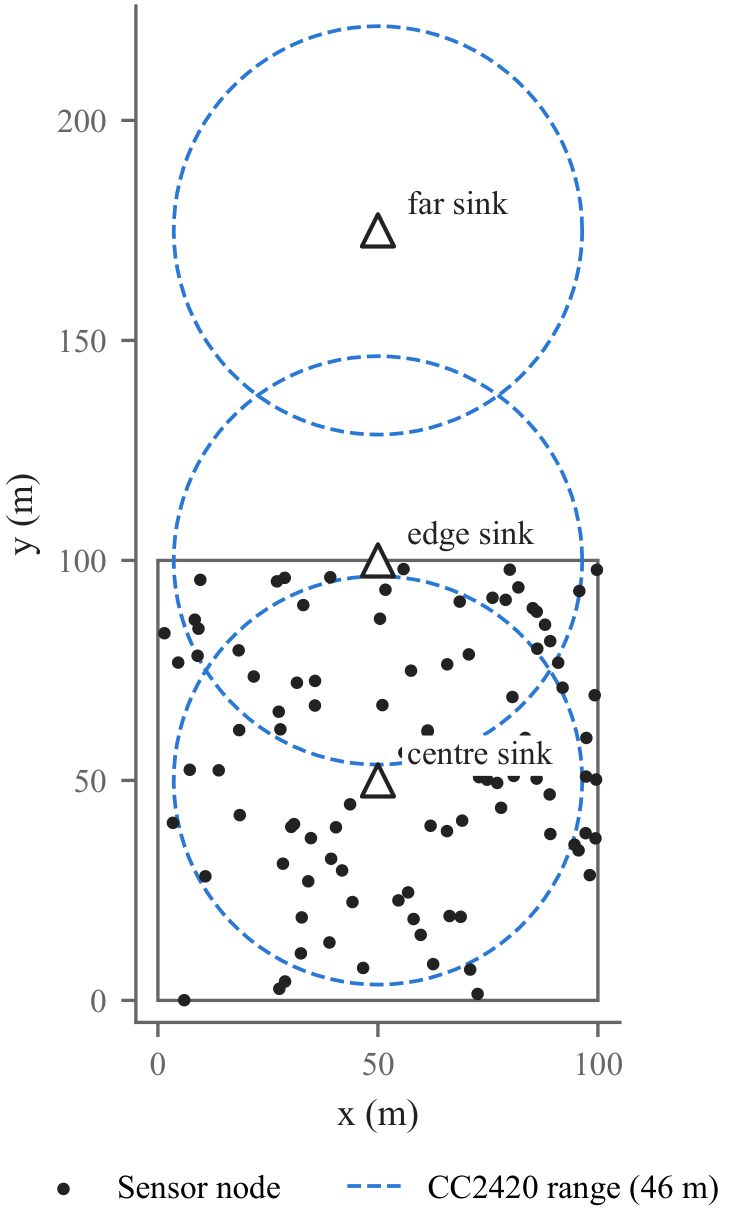 200
far sink
150
y (m)
edge sink
100
centre sink
50
0
0 50 100
x (m)
Sensor node CC2420 range (46 m)